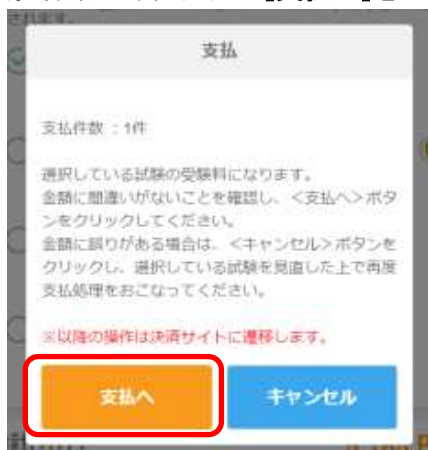 支払
支払件数 : 1件
選択している試験の受験料になります。
金額に間違いがないことを確認し、<支払へ>ボタ
ンをクリックしてください。
金額に誤りがある場合は、<キャンセル>ボタンを
クリックし、選択している試験を見直した上で再度
支払処理をおこなってください。
※以降の操作は決済サイトに遷移します。
支払へ
キャンセル